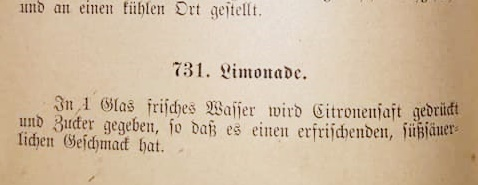 und an einen kühlen Ort gestellt.
731. Limonade.
In 1 Glas frisches Wasser wird Citronensaft gedrückt
und Zucker gegeben, so daß es einen erfrischenden, süßsäuer-
lichen Geschmack hat.